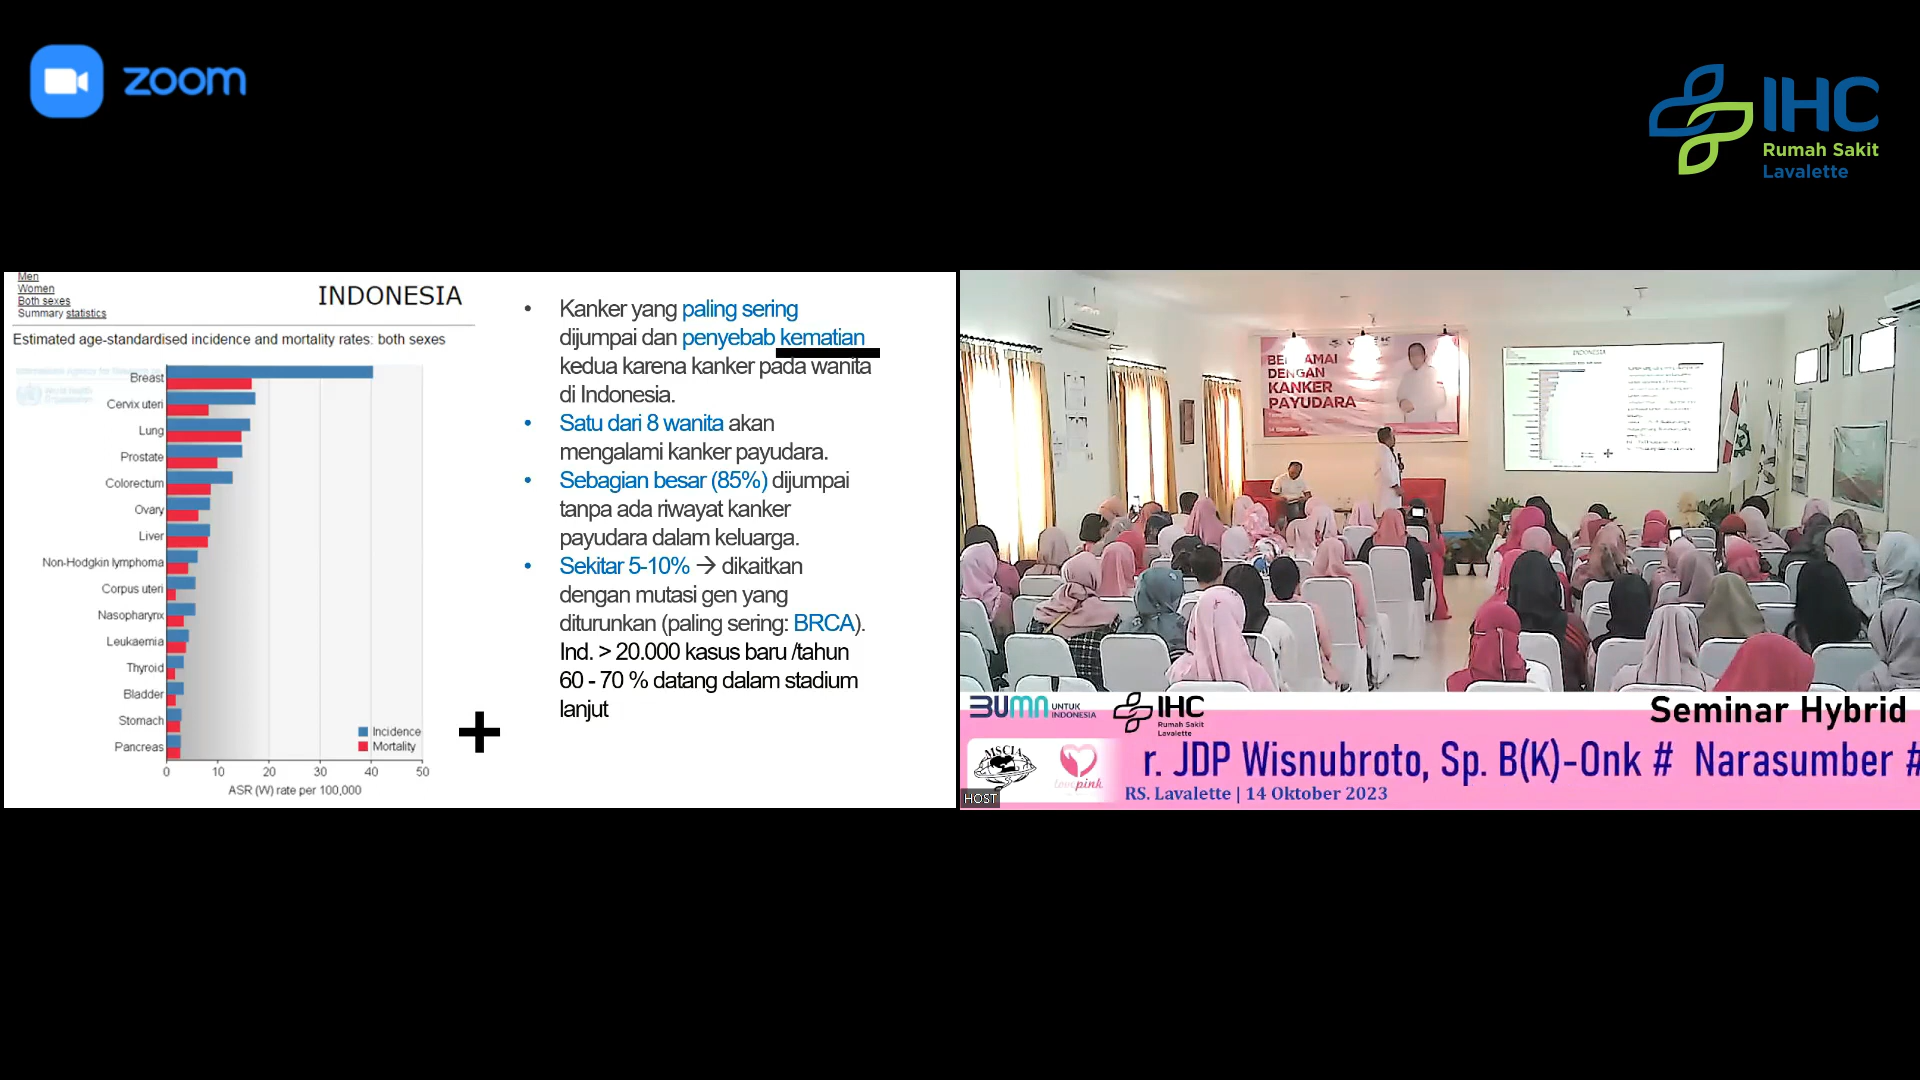 zoom
IHC
Rumah Sakit
Lavalette
Men
Women
Both sexes
Summary statistics
INDONESIA
Estimated age-standardised incidence and mortality rates: both sexes
Breast
Cervix uteri
Lung
Prostate
Colorectum
Ovary
Liver
Non-Hodgkin lymphoma
Corpus uteri
Nasopharynx
Leukaemia
Thyroid
Bladder
Stomach
Pancreas
Incidence
Mortality
0 10 20 30 40 50
ASR (W) rate per 100,000
• Kanker yang paling sering
dijumpai dan penyebab kematian
kedua karena kanker pada wanita
di Indonesia.
• Satu dari 8 wanita akan
mengalami kanker payudara.
• Sebagian besar (85%) dijumpai
tanpa ada riwayat kanker
payudara dalam keluarga.
• Sekitar 5-10% → dikaitkan
dengan mutasi gen yang
diturunkan (paling sering: BRCA).
Ind. > 20.000 kasus baru /tahun
60 - 70 % datang dalam stadium
lanjut
DENGAN
KANKER
PAYUDARA
INDONESIA
BUMN UNTUK
INDONESIA
IHC
Rumah Sakit
Lavalette
Seminar Hybrid
MSCIA
lovepink
r. JDP Wisnubroto, Sp. B(K)-Onk # Narasumber #
RS. Lavalette | 14 Oktober 2023
HOST